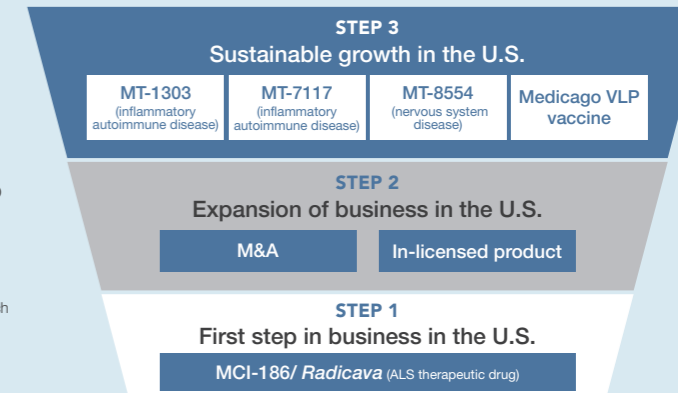 STEP 3
Sustainable growth in the U.S.
MT-1303
(inflammatory
autoimmune disease)
MT-7117
(inflammatory
autoimmune disease)
MT-8554
(nervous system
disease)
Medicago VLP
vaccine
STEP 2
Expansion of business in the U.S.
M&A
In-licensed product
STEP 1
First step in business in the U.S.
MCI-186/ Radicava (ALS therapeutic drug)